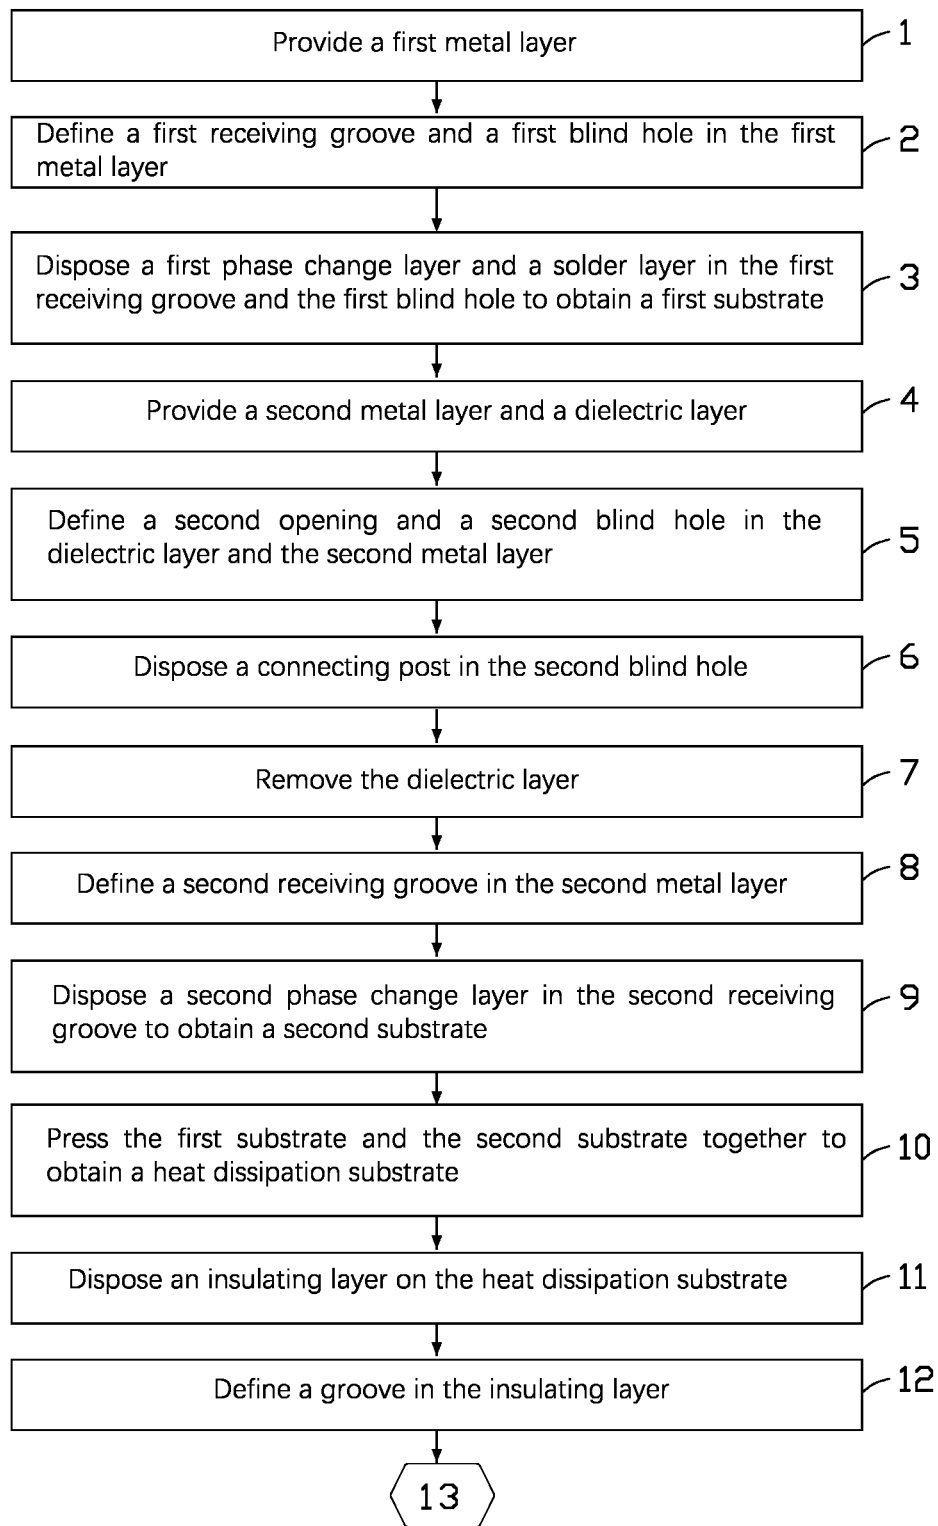 Provide a first metal layer
1
Define a first receiving groove and a first blind hole in the first
metal layer
2
Dispose a first phase change layer and a solder layer in the first
receiving groove and the first blind hole to obtain a first substrate
3
Provide a second metal layer and a dielectric layer
4
Define a second opening and a second blind hole in the
dielectric layer and the second metal layer
5
Dispose a connecting post in the second blind hole
6
Remove the dielectric layer
7
Define a second receiving groove in the second metal layer
8
Dispose a second phase change layer in the second receiving
groove to obtain a second substrate
9
Press the first substrate and the second substrate together to
obtain a heat dissipation substrate
10
Dispose an insulating layer on the heat dissipation substrate
11
Define a groove in the insulating layer
12
13